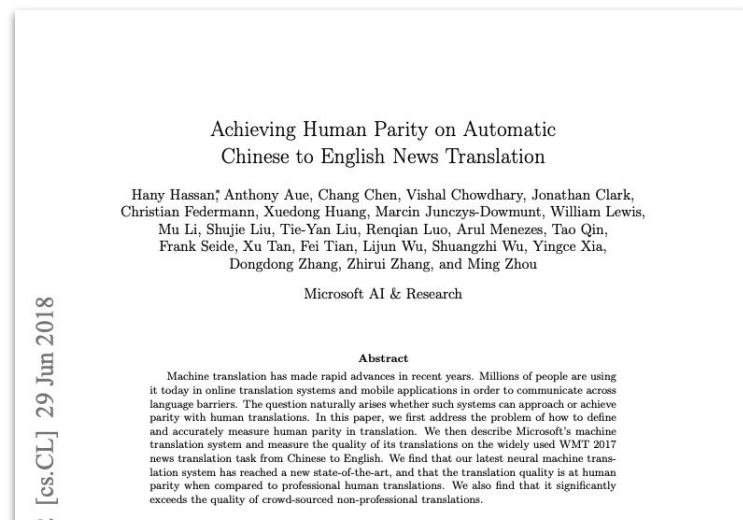 Achieving Human Parity on Automatic
Chinese to English News Translation
Hany Hassan*, Anthony Aue, Chang Chen, Vishal Chowdhary, Jonathan Clark,
Christian Federmann, Xuedong Huang, Marcin Junczys-Dowmunt, William Lewis,
Mu Li, Shujie Liu, Tie-Yan Liu, Renqian Luo, Arul Menezes, Tao Qin,
Frank Seide, Xu Tan, Fei Tian, Lijun Wu, Shuangzhi Wu, Yingce Xia,
Dongdong Zhang, Zhirui Zhang, and Ming Zhou
Microsoft AI & Research
Abstract
Machine translation has made rapid advances in recent years. Millions of people are using
it today in online translation systems and mobile applications in order to communicate across
language barriers. The question naturally arises whether such systems can approach or achieve
parity with human translations. In this paper, we first address the problem of how to define
and accurately measure human parity in translation. We then describe Microsoft's machine
translation system and measure the quality of its translations on the widely used WMT 2017
news translation task from Chinese to English. We find that our latest neural machine trans-
lation system has reached a new state-of-the-art, and that the translation quality is at human
parity when compared to professional human translations. We also find that it significantly
exceeds the quality of crowd-sourced non-professional translations.
[cs.CL] 29 Jun 2018